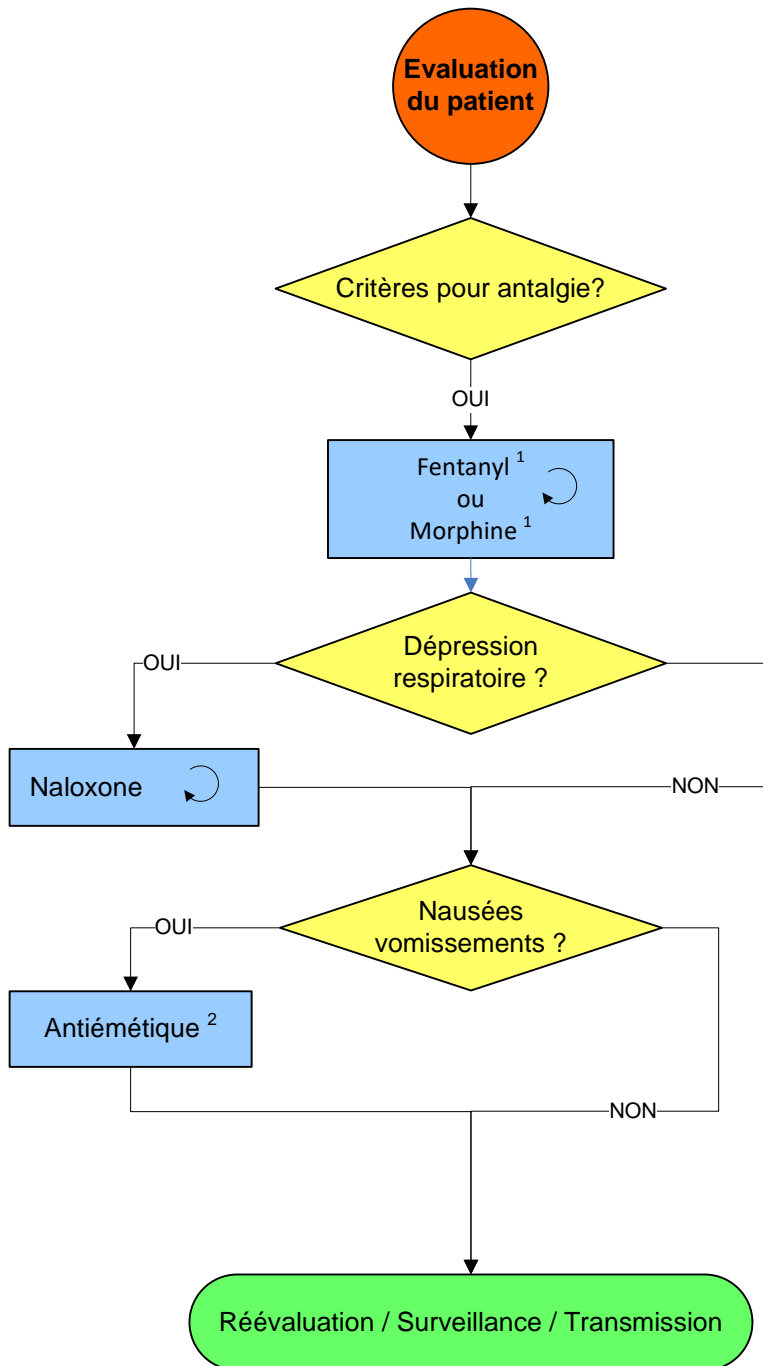 Evaluation
du patient
Critères pour antalgie?
OUI
Fentanyl ¹
ou
Morphine ¹
Dépression
respiratoire ?
OUI
Naloxone
NON
Nausées
vomissements ?
OUI
Antiémétique ²
NON
Réévaluation / Surveillance / Transmission